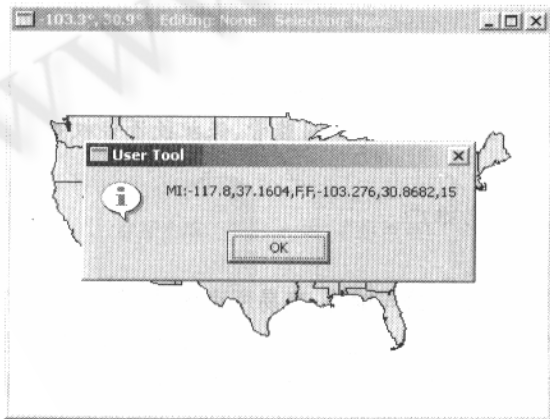 -103.3°, 30.9° Editing: None Selecting: None
User Tool
MI:-117.8,37.1604,F,F,-103.276,30.8682,15
OK